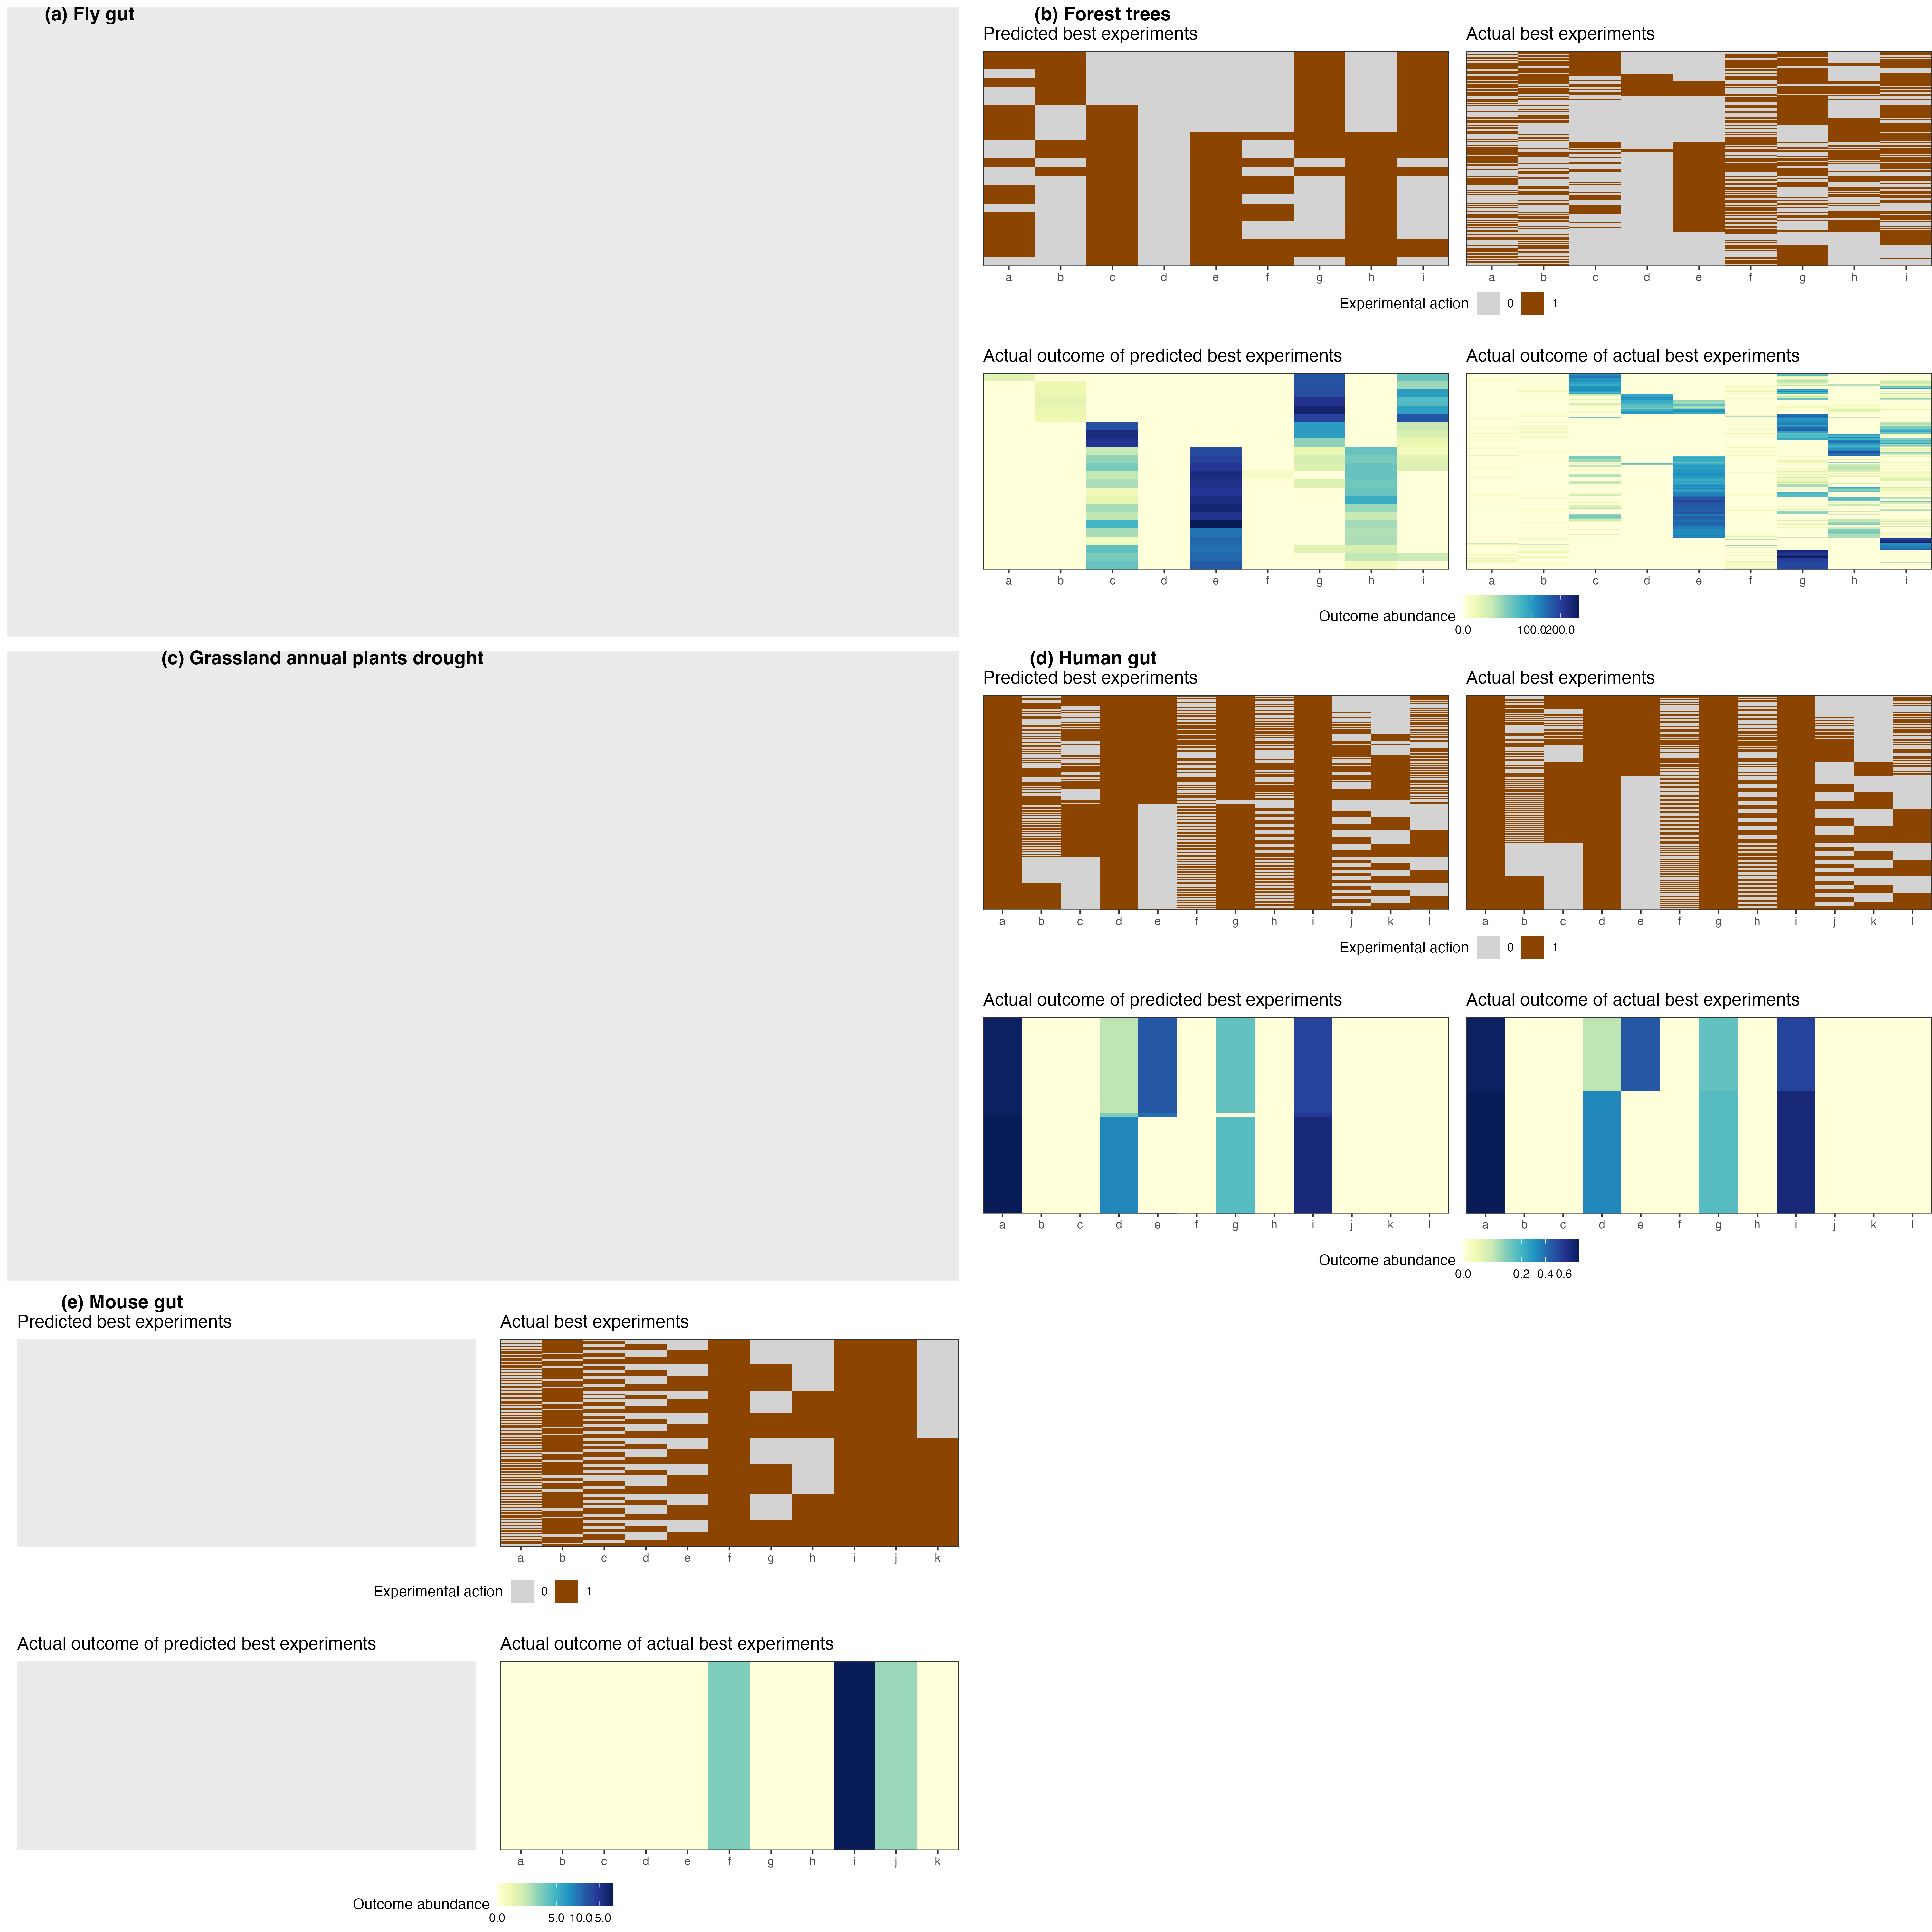 (a) Fly gut
(b) Forest trees
Predicted best experiments
Actual best experiments
a b c d e f g h i
a b c d e f g h i
Experimental action 0 1
Actual outcome of predicted best experiments
Actual outcome of actual best experiments
a b c d e f g h i
a b c d e f g h i
Outcome abundance
0.0 100.0 200.0
(c) Grassland annual plants drought
(d) Human gut
Predicted best experiments
Actual best experiments
a b c d e f g h i j k l
a b c d e f g h i j k l
Experimental action 0 1
Actual outcome of predicted best experiments
Actual outcome of actual best experiments
a b c d e f g h i j k l
a b c d e f g h i j k l
Outcome abundance
0.0 0.2 0.4 0.6
(e) Mouse gut
Predicted best experiments
Actual best experiments
a b c d e f g h i j k
Experimental action 0 1
Actual outcome of predicted best experiments
Actual outcome of actual best experiments
a b c d e f g h i j k
Outcome abundance
0.0 5.0 10.0 15.0